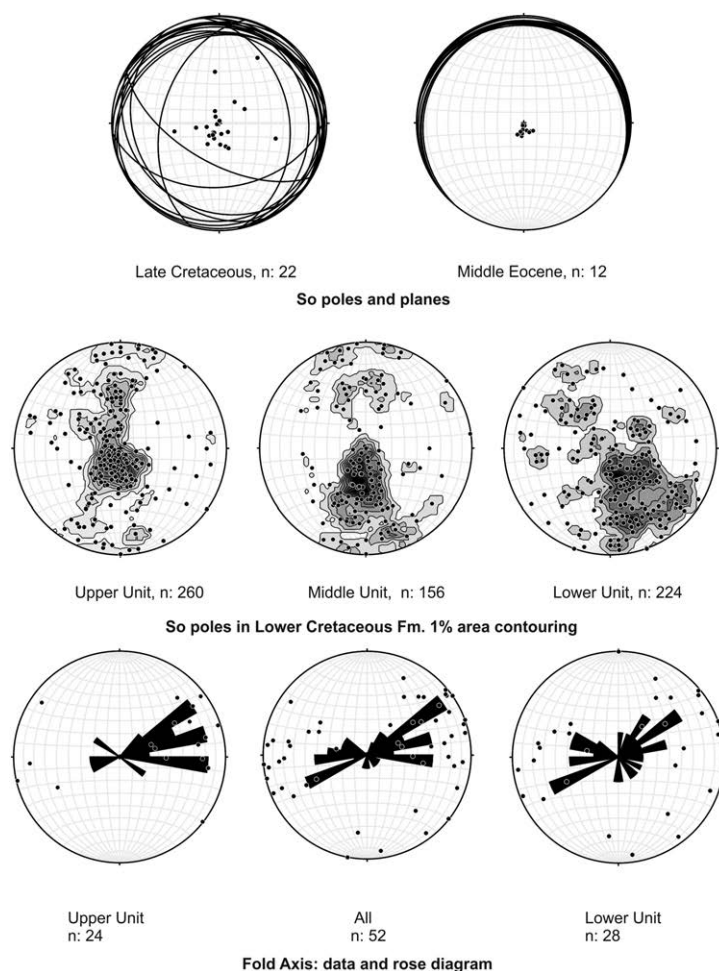 Late Cretaceous, n: 22
Middle Eocene, n: 12
So poles and planes
Upper Unit, n: 260
Middle Unit, n: 156
Lower Unit, n: 224
So poles in Lower Cretaceous Fm. 1% area contouring
Upper Unit
n: 24
All
n: 52
Lower Unit
n: 28
Fold Axis: data and rose diagram